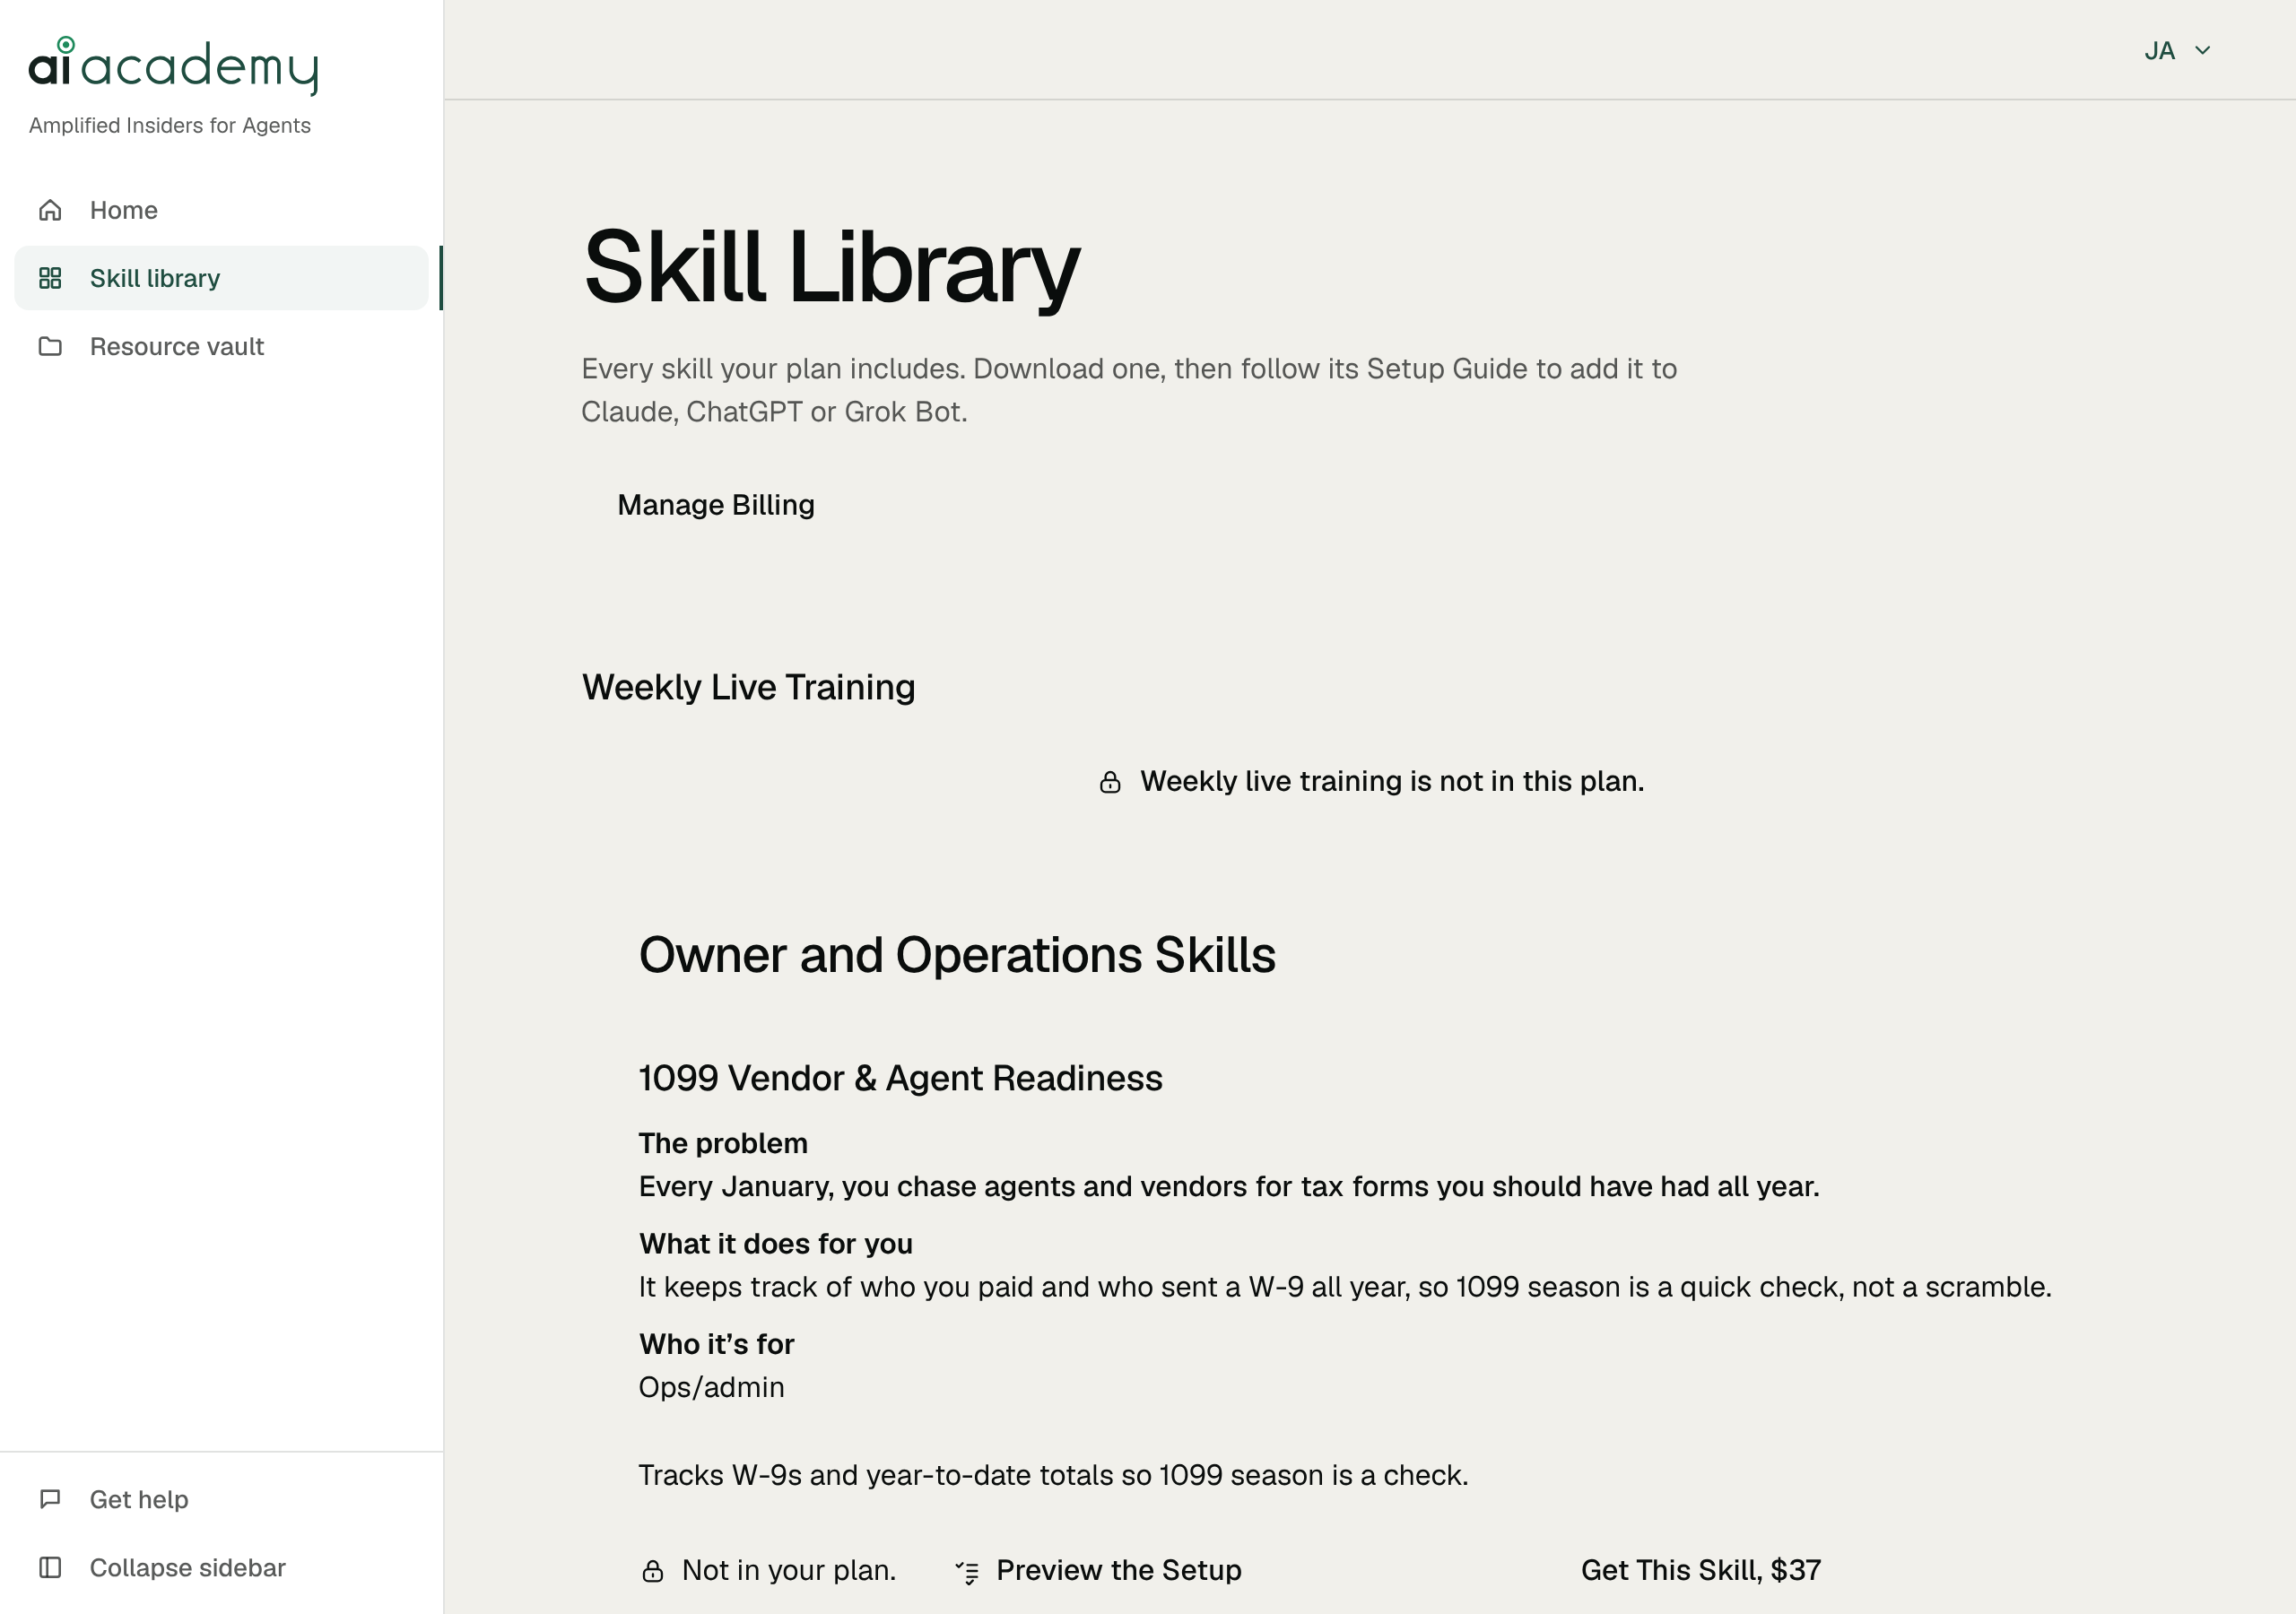 ai academy
Amplified Insiders for Agents
Home
Skill library
Resource vault
Get help
Collapse sidebar
JA
Skill Library
Every skill your plan includes. Download one, then follow its Setup Guide to add it to
Claude, ChatGPT or Grok Bot.
Manage Billing
Weekly Live Training
Weekly live training is not in this plan.
Owner and Operations Skills
1099 Vendor & Agent Readiness
The problem
Every January, you chase agents and vendors for tax forms you should have had all year.
What it does for you
It keeps track of who you paid and who sent a W-9 all year, so 1099 season is a quick check, not a scramble.
Who it’s for
Ops/admin
Tracks W-9s and year-to-date totals so 1099 season is a check.
Not in your plan. Preview the Setup Get This Skill, $37